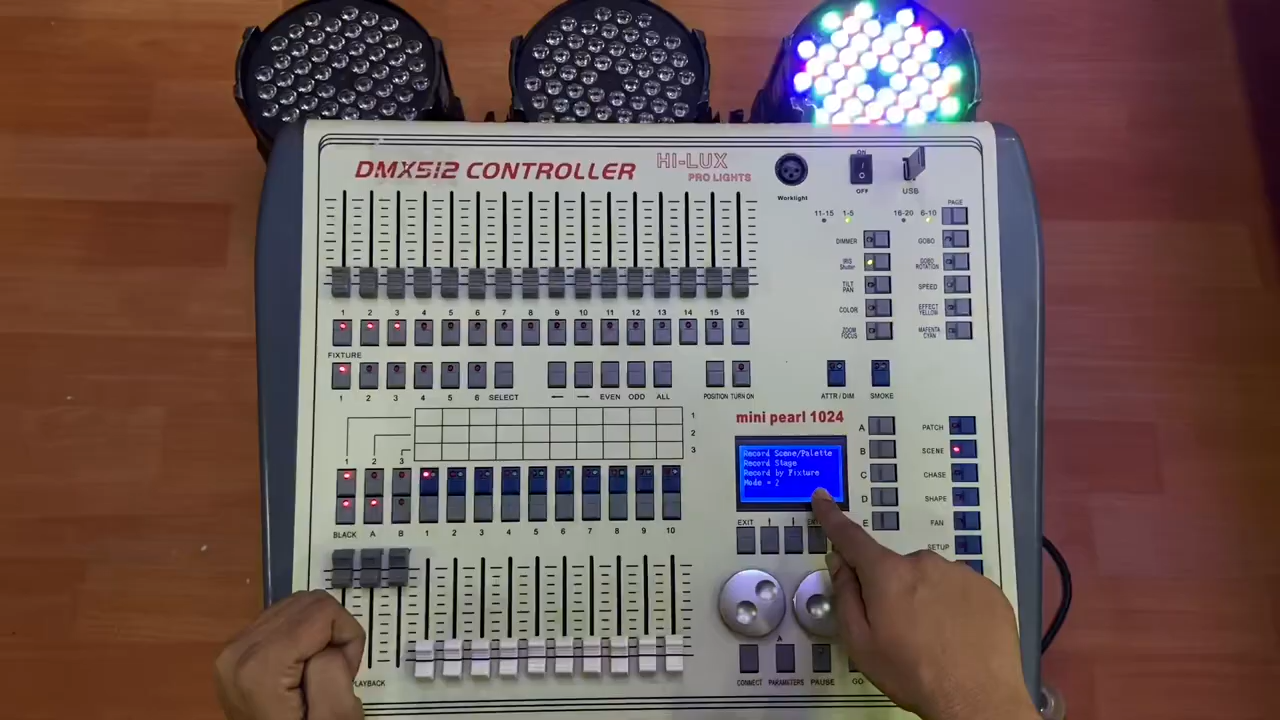 DMX512 CONTROLLER
HI-LUX
PRO LIGHTS
Worklight
ON
OFF
USB
PAGE
11-15 1-5 16-20 6-10
DIMMER GOBO
IRIS Shutter GOBO ROTATION
TILT PAN SPEED
COLOR EFFECT YELLOW
ZOOM FOCUS MAFENTA CYAN
1 2 3 4 5 6 7 8 9 10 11 12 13 14 15 16
FIXTURE
1 2 3 4 5 6 SELECT EVEN ODD ALL POSITION TURN ON ATTR / DIM SMOKE
mini pearl 1024
1
2
3
1 2 3
Record Scene/Palette
Record Stage
Record by Fixture
Mode = 2
A PATCH
B SCENE
C CHASE
D SHAPE
E FAN
SETUP
EXIT
BLACK A B 1 2 3 4 5 6 7 8 9 10
A
CONNECT PARAMETERS PAUSE GO